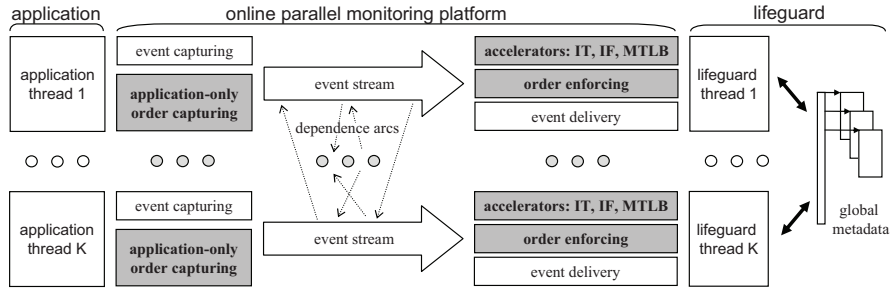 application
online parallel monitoring platform
lifeguard
application
thread 1
event capturing
application-only
order capturing
event stream
accelerators: IT, IF, MTLB
order enforcing
event delivery
lifeguard
thread 1
dependence arcs
application
thread K
event capturing
application-only
order capturing
event stream
accelerators: IT, IF, MTLB
order enforcing
event delivery
lifeguard
thread K
global
metadata